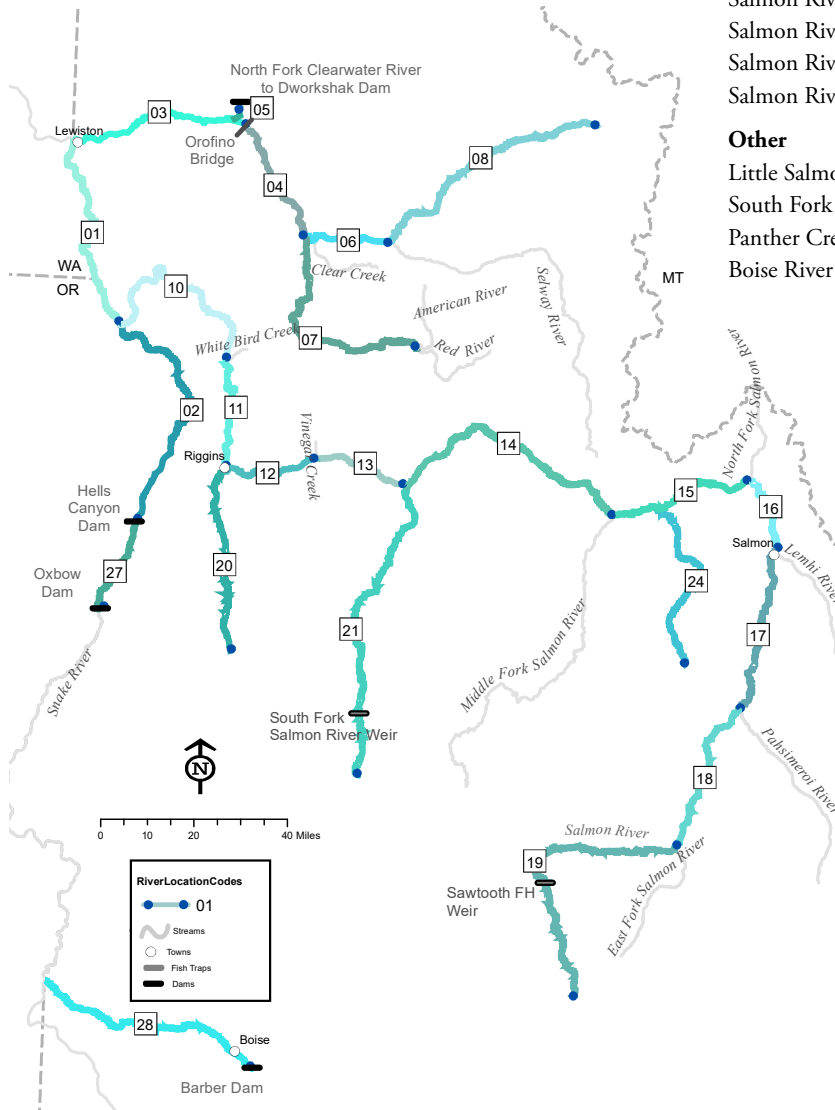 Salmon Riv
Salmon Riv
Salmon Riv
Salmon Riv
Other
Little Salmo
South Fork
Panther Cre
Boise River
North Fork Clearwater River
to Dworkshak Dam
03
05
Lewiston
Orofino
Bridge
08
04
01
06
WA
OR
Clear Creek
MT
10
American River
Selway River
White Bird Creek
07
Red River
02
11
North Fork Salmon River
Vinegar Creek
14
Riggins
12
13
15
Hells
Canyon
Dam
16
Salmon
Lemhi River
Oxbow
Dam
27
20
24
21
17
Middle Fork Salmon River
Snake River
South Fork
Salmon River Weir
Pahsimeroi River
N
18
0
10
20
40 Miles
Salmon River
19
East Fork Salmon River
Sawtooth FH
Weir
RiverLocationCodes
01
Streams
Towns
Fish Traps
Dams
28
Boise
Barber Dam